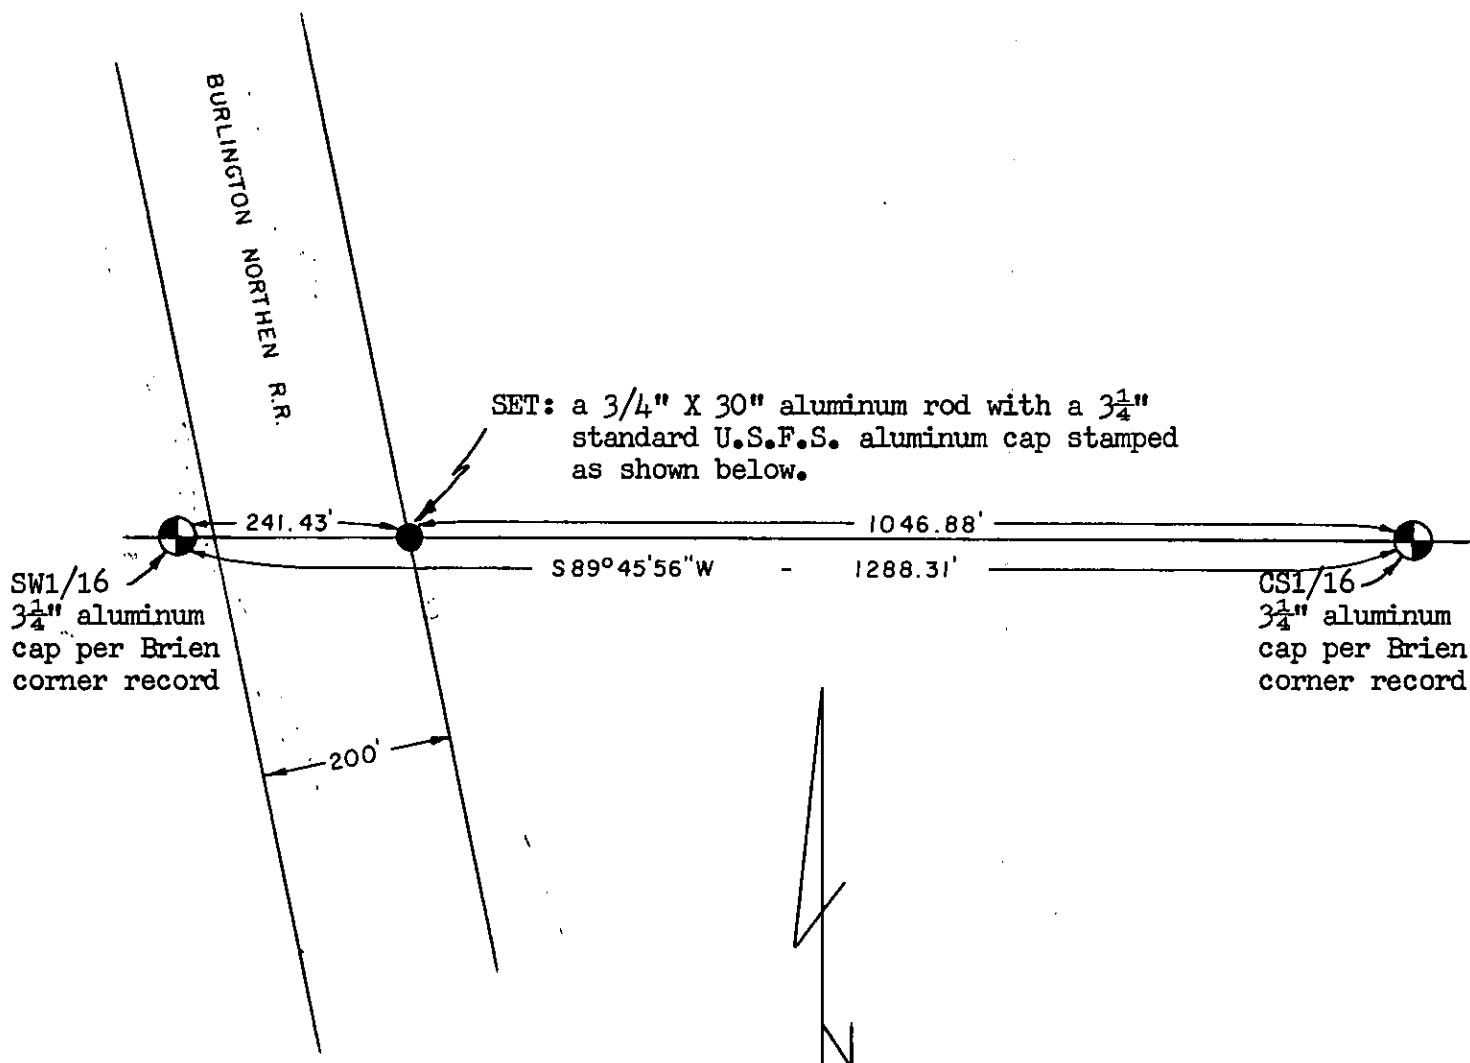 BURLINGTON NORTHEN R.R.
SET: a 3/4" X 30" aluminum rod with a 3¼"
standard U.S.F.S. aluminum cap stamped
as shown below.
241.43'
1046.88'
S89°45'56"W - 1288.31'
SW1/16
3¼" aluminum
cap per Brien
corner record
CS1/16
3¼" aluminum
cap per Brien
corner record
200'
N